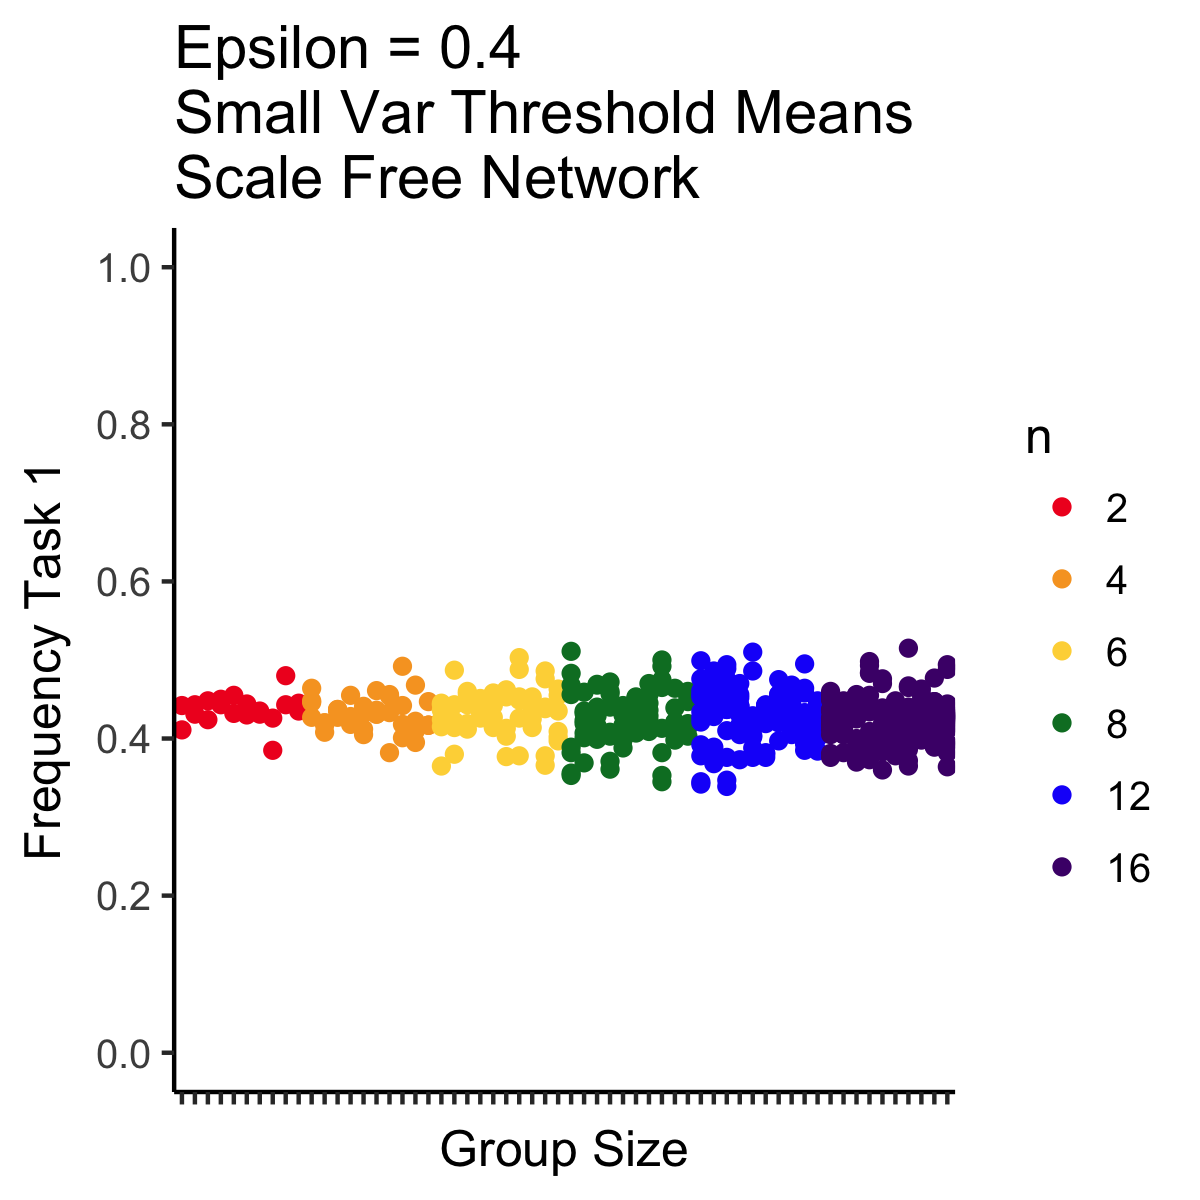 Epsilon = 0.4
Small Var Threshold Means
Scale Free Network
1.0
0.8
0.6
0.4
0.2
0.0
Frequency Task 1
Group Size
n
2
4
6
8
12
16